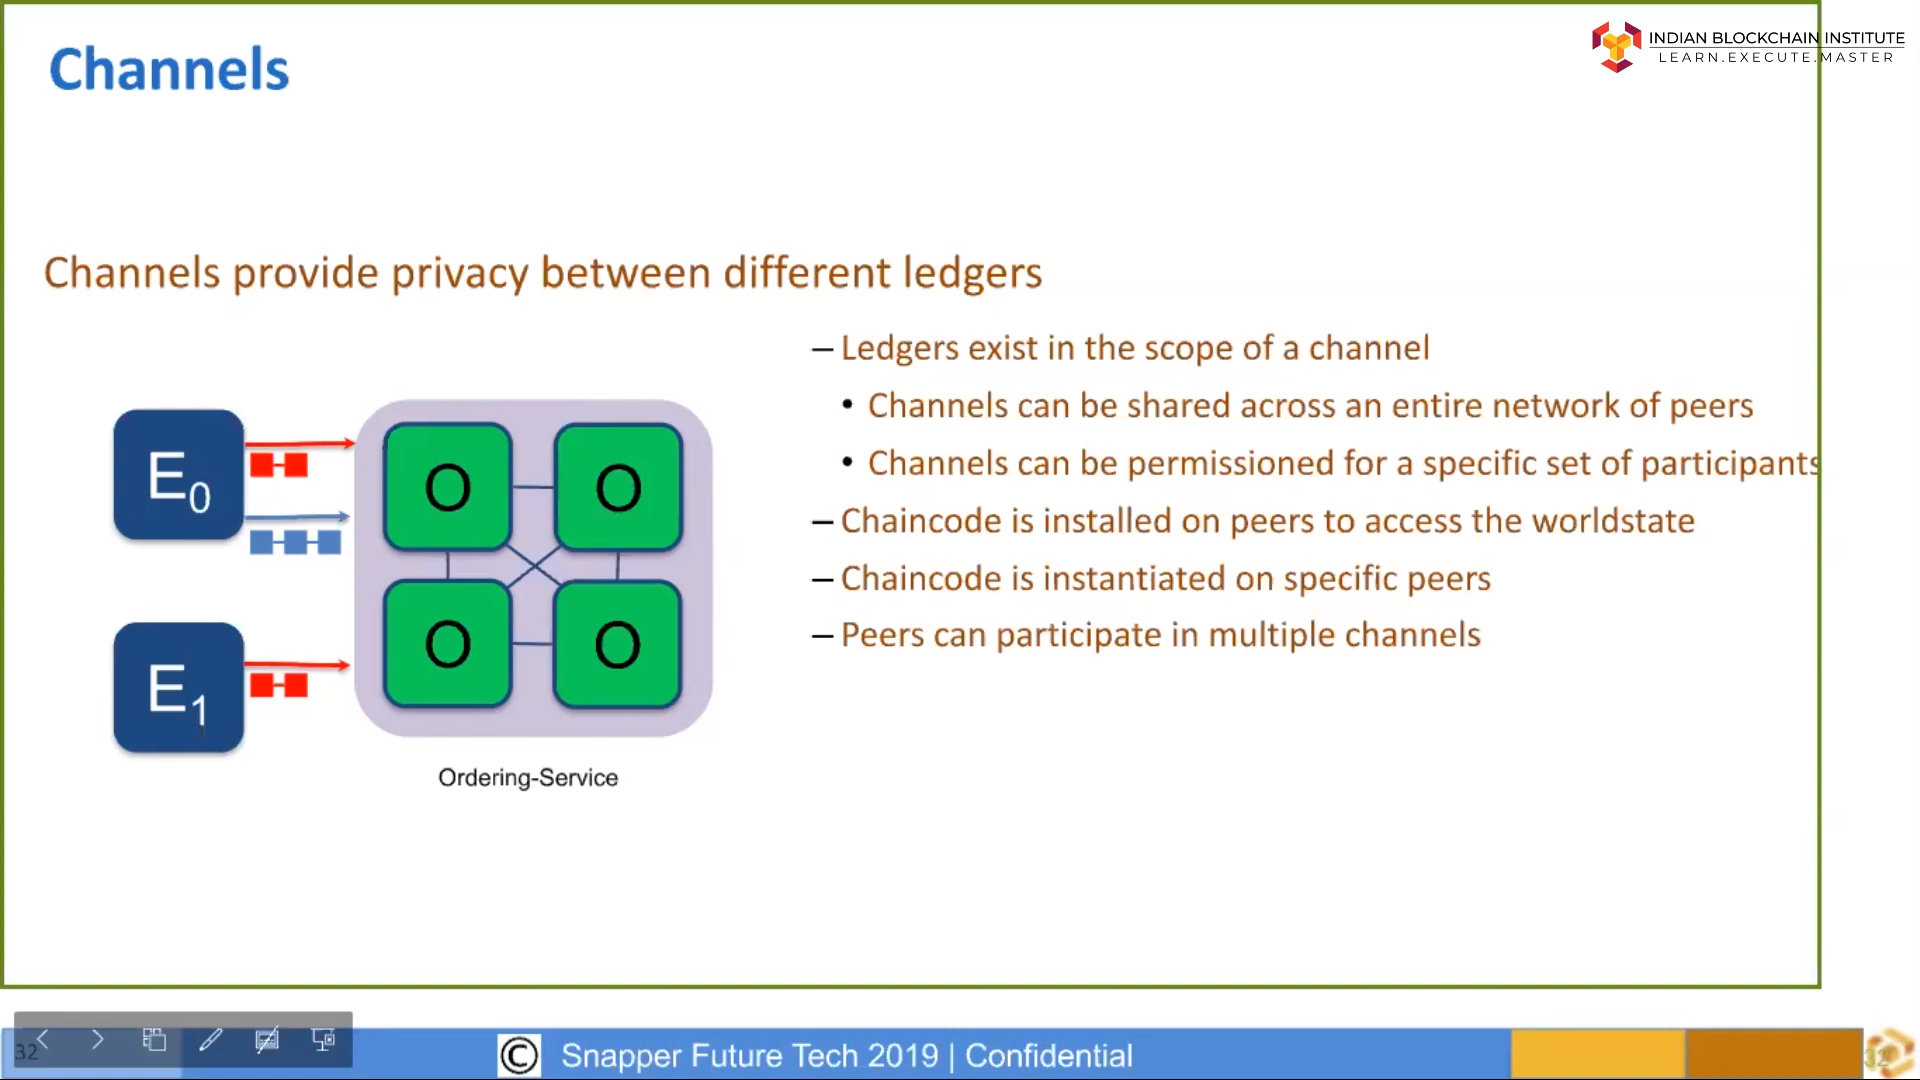 Channels
INDIAN BLOCKCHAIN INSTITUTE
LEARN.EXECUTE.MASTER
Channels provide privacy between different ledgers
– Ledgers exist in the scope of a channel
• Channels can be shared across an entire network of peers
• Channels can be permissioned for a specific set of participants
– Chaincode is installed on peers to access the worldstate
– Chaincode is instantiated on specific peers
– Peers can participate in multiple channels
E0
E1
O O
O O
Ordering-Service
32
© Snapper Future Tech 2019 | Confidential
32